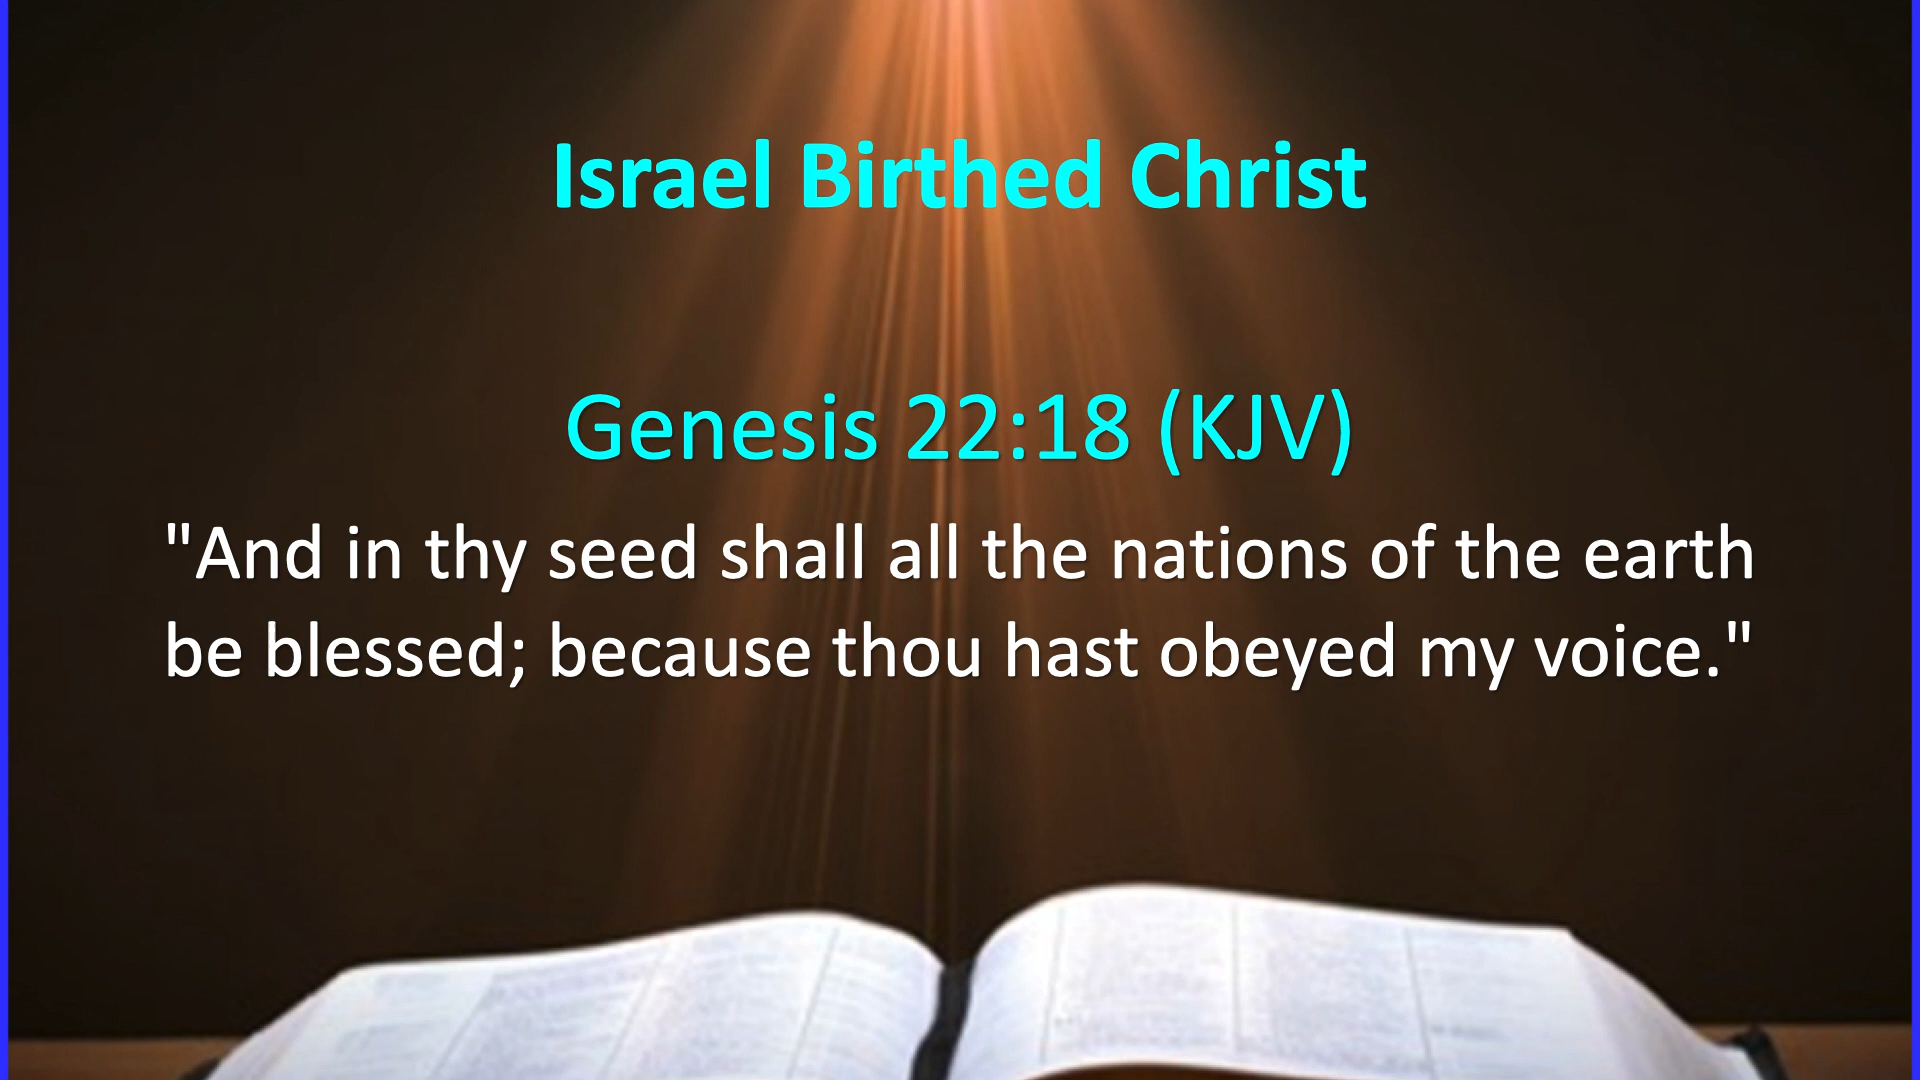 Israel Birthed Christ
Genesis 22:18 (KJV)
"And in thy seed shall all the nations of the earth
be blessed; because thou hast obeyed my voice."